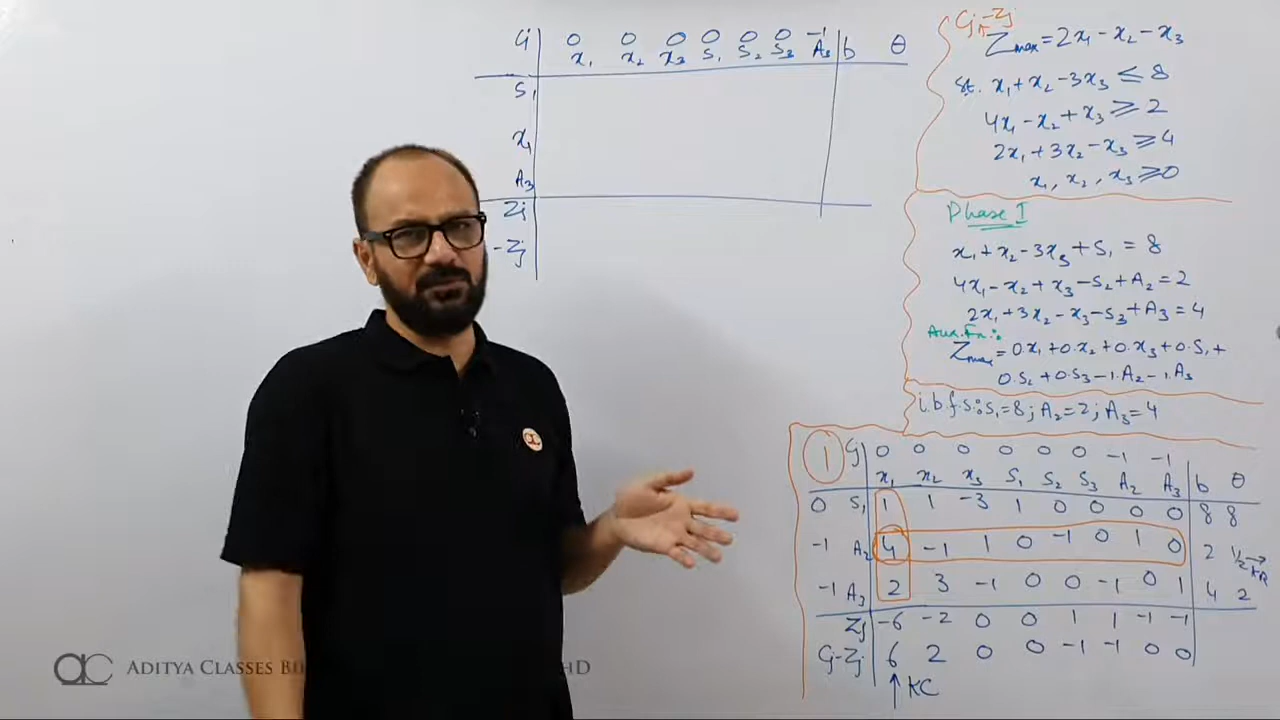 Cj 0 0 0 0 0 0 -1
x₁ x₂ x₃ S₁ S₂ S₃ A₃ b θ
S₁
x₁
A₃
Zj
-Zj
Cj-Zj
Zmax = 2x₁ - x₂ - x₃
st. x₁ + x₂ - 3x₃ ≤ 8
4x₁ - x₂ + x₃ ≥ 2
2x₁ + 3x₂ - x₃ ≥ 4
x₁, x₂, x₃ ≥ 0
Phase I
x₁ + x₂ - 3x₃ + S₁ = 8
4x₁ - x₂ + x₃ - S₂ + A₂ = 2
2x₁ + 3x₂ - x₃ - S₃ + A₃ = 4
Aux. Fn.:
Zmax = 0.x₁ + 0.x₂ + 0.x₃ + 0.S₁ +
0.S₂ + 0.S₃ - 1.A₂ - 1.A₃
i.b.f.s: S₁ = 8; A₂ = 2; A₃ = 4
1 Cj 0 0 0 0 0 0 -1 -1
x₁ x₂ x₃ S₁ S₂ S₃ A₂ A₃ b θ
0 S₁ 1 1 -3 1 0 0 0 0 8 8
-1 A₂ 4 -1 1 0 -1 0 1 0 2 1/2 → KR
-1 A₃ 2 3 -1 0 0 -1 0 1 4 2
Zj -6 -2 0 0 1 1 -1 -1
Cj-Zj 6 2 0 0 -1 -1 0 0
↑ KC
ac
ADITYA CLASSES